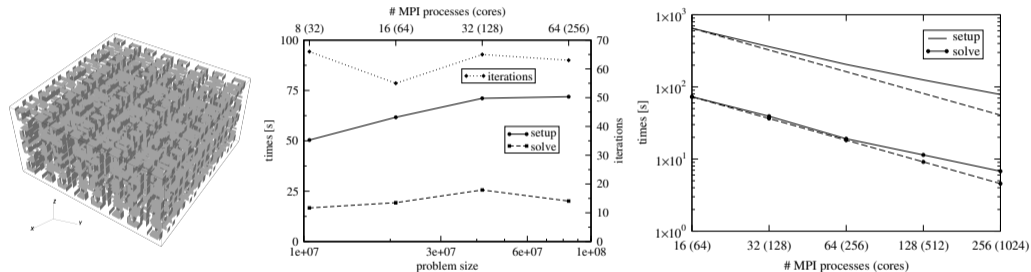 z
x
Y
# MPI processes (cores)
8 (32) 16 (64) 32 (128) 64 (256)
100
75
50
25
0
times [s]
70
60
50
40
30
20
10
0
iterations
iterations
setup
solve
1e+07 3e+07 6e+07 1e+08
problem size
1×10³
1×10²
1×10¹
1×10⁰
times [s]
setup
solve
16 (64) 32 (128) 64 (256) 128 (512) 256 (1024)
# MPI processes (cores)